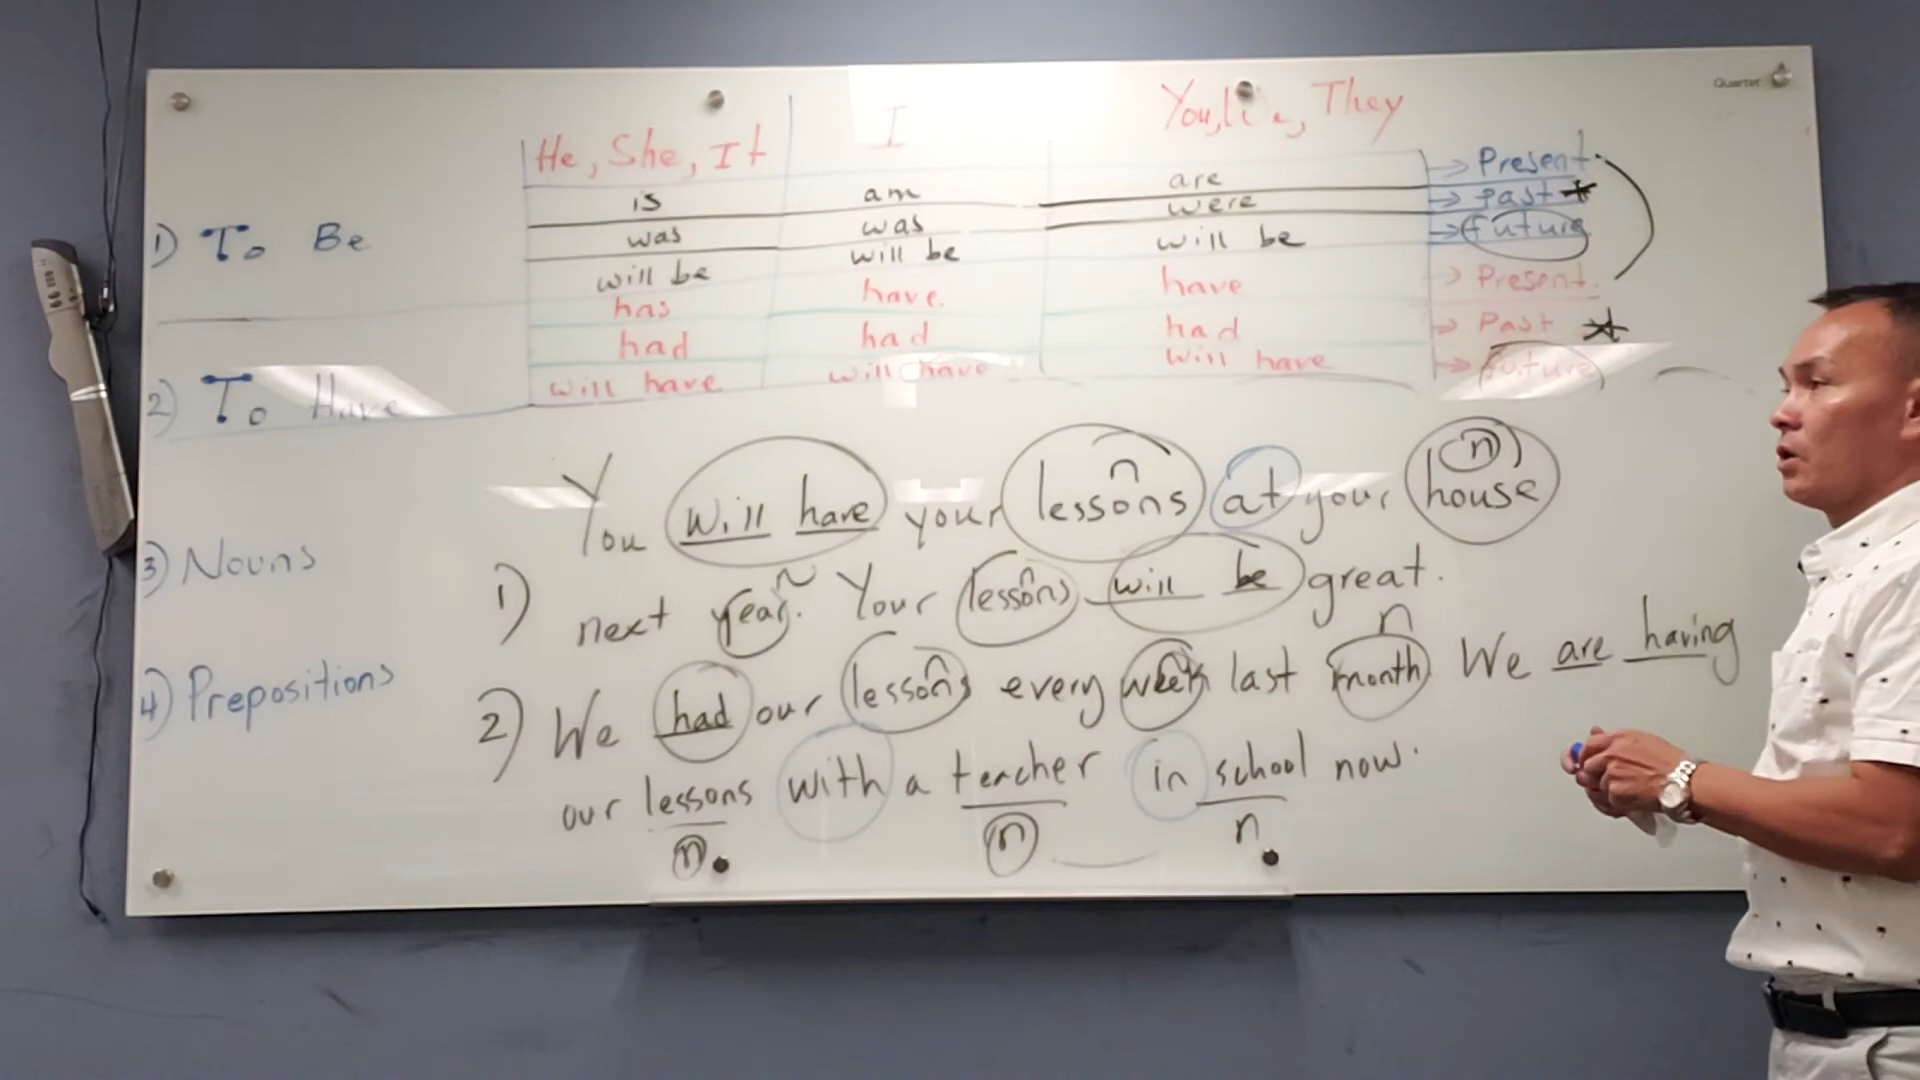 Quartet
He, She, It I You, We, They
is am are → Present
was was were → Past *
1) To Be will be will be will be → future
has have have → Present
had had had → Past *
2) To Have will have will have will have → future
n n
You will have your lessons at your house
3) Nouns
n n
1) next year. Your lessons will be great.
n n n
4) Prepositions
2) We had our lessons every week last month We are having
our lessons with a teacher in school now.
n n n